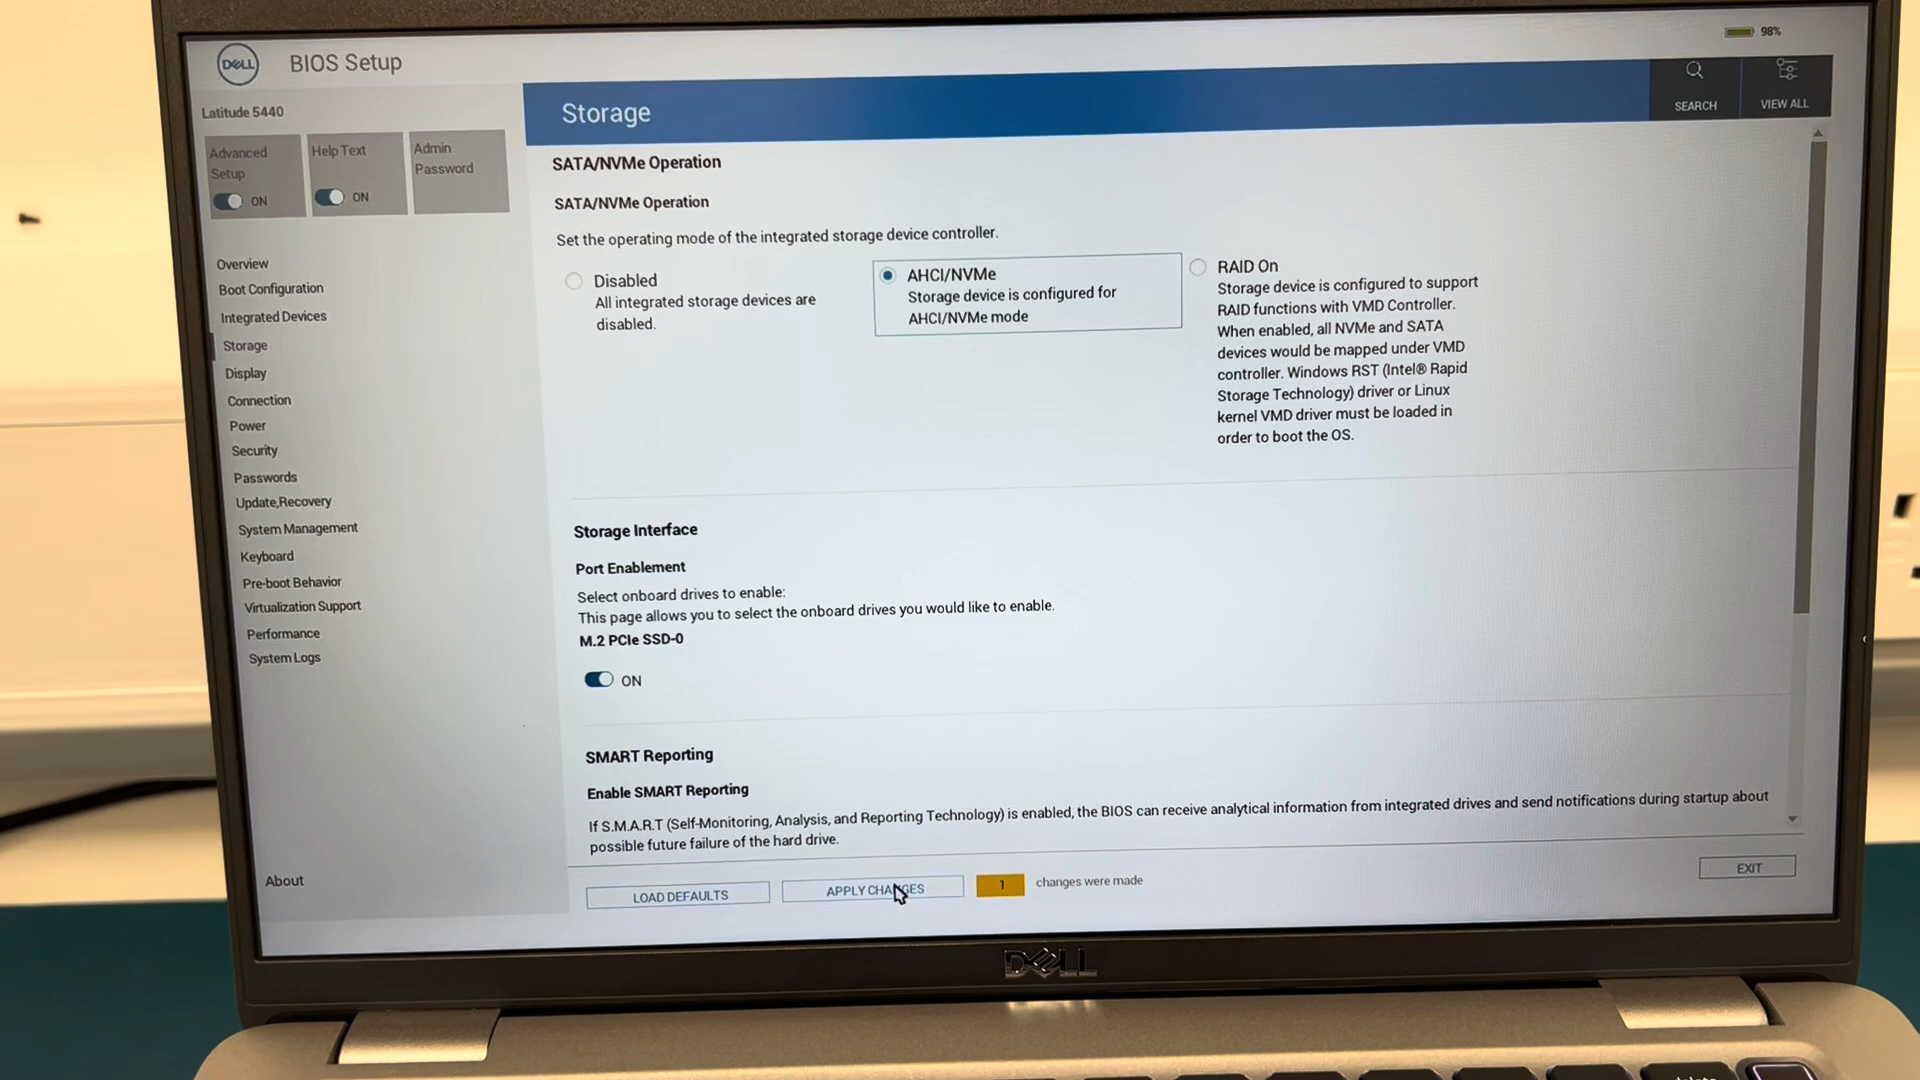 98%
DELL
BIOS Setup
Latitude 5440
Advanced
Setup
ON
Help Text
ON
Admin
Password
Storage
SEARCH
VIEW ALL
Overview
Boot Configuration
Integrated Devices
Storage
Display
Connection
Power
Security
Passwords
Update,Recovery
System Management
Keyboard
Pre-boot Behavior
Virtualization Support
Performance
System Logs
About
SATA/NVMe Operation
SATA/NVMe Operation
Set the operating mode of the integrated storage device controller.
Disabled
All integrated storage devices are
disabled.
AHCI/NVMe
Storage device is configured for
AHCI/NVMe mode
RAID On
Storage device is configured to support
RAID functions with VMD Controller.
When enabled, all NVMe and SATA
devices would be mapped under VMD
controller. Windows RST (Intel® Rapid
Storage Technology) driver or Linux
kernel VMD driver must be loaded in
order to boot the OS.
Storage Interface
Port Enablement
Select onboard drives to enable:
This page allows you to select the onboard drives you would like to enable.
M.2 PCIe SSD-0
ON
SMART Reporting
Enable SMART Reporting
If S.M.A.R.T (Self-Monitoring, Analysis, and Reporting Technology) is enabled, the BIOS can receive analytical information from integrated drives and send notifications during startup about
possible future failure of the hard drive.
LOAD DEFAULTS
APPLY CHANGES
1
changes were made
EXIT
DELL